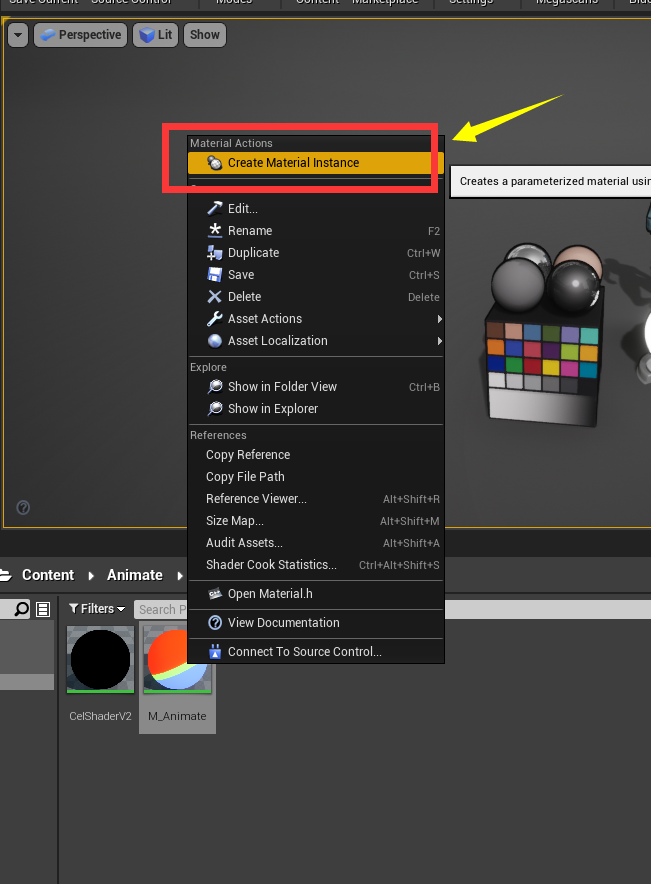 Save Current Source Control Modes Content Marketplace Settings Megascans
Perspective Lit Show
Material Actions
Create Material Instance
Creates a parameterized material usin
Edit...
Rename F2
Duplicate Ctrl+W
Save Ctrl+S
Delete Delete
Asset Actions
Asset Localization
Explore
Show in Folder View Ctrl+B
Show in Explorer
References
Copy Reference
Copy File Path
Reference Viewer... Alt+Shift+R
Size Map... Alt+Shift+M
Audit Assets... Alt+Shift+A
Shader Cook Statistics... Ctrl+Alt+Shift+S
Content Animate
Open Material.h
Filters Search P
View Documentation
Connect To Source Control...
CelShaderV2 M_Animate